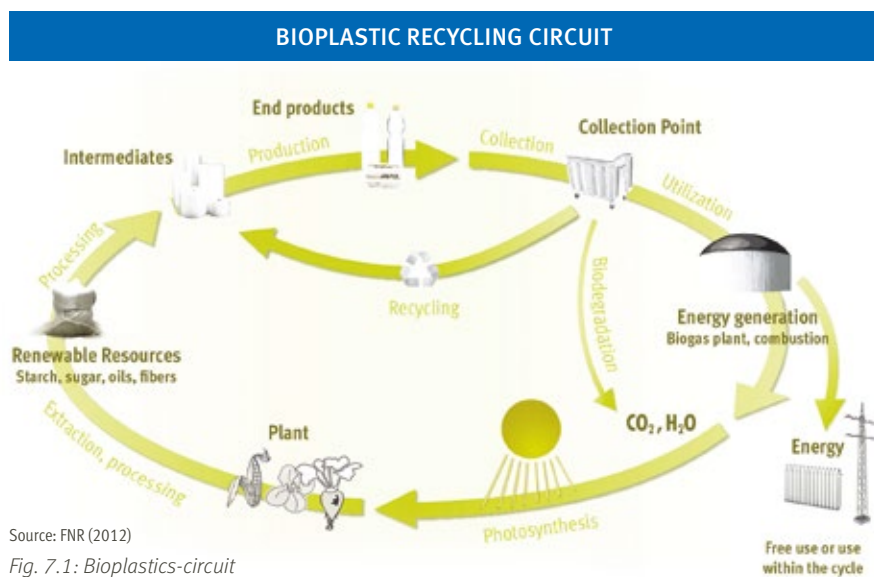 BIOPLASTIC RECYCLING CIRCUIT
End products
Collection Point
Production
Collection
Intermediates
Utilization
Processing
Recycling
Biodegradation
Energy generation
Biogas plant, combustion
Renewable Resources
Starch, sugar, oils, fibers
Plant
CO₂, H₂O
Energy
Extraction, processing
Photosynthesis
Source: FNR (2012)
Fig. 7.1: Bioplastics-circuit
Free use or use
within the cycle